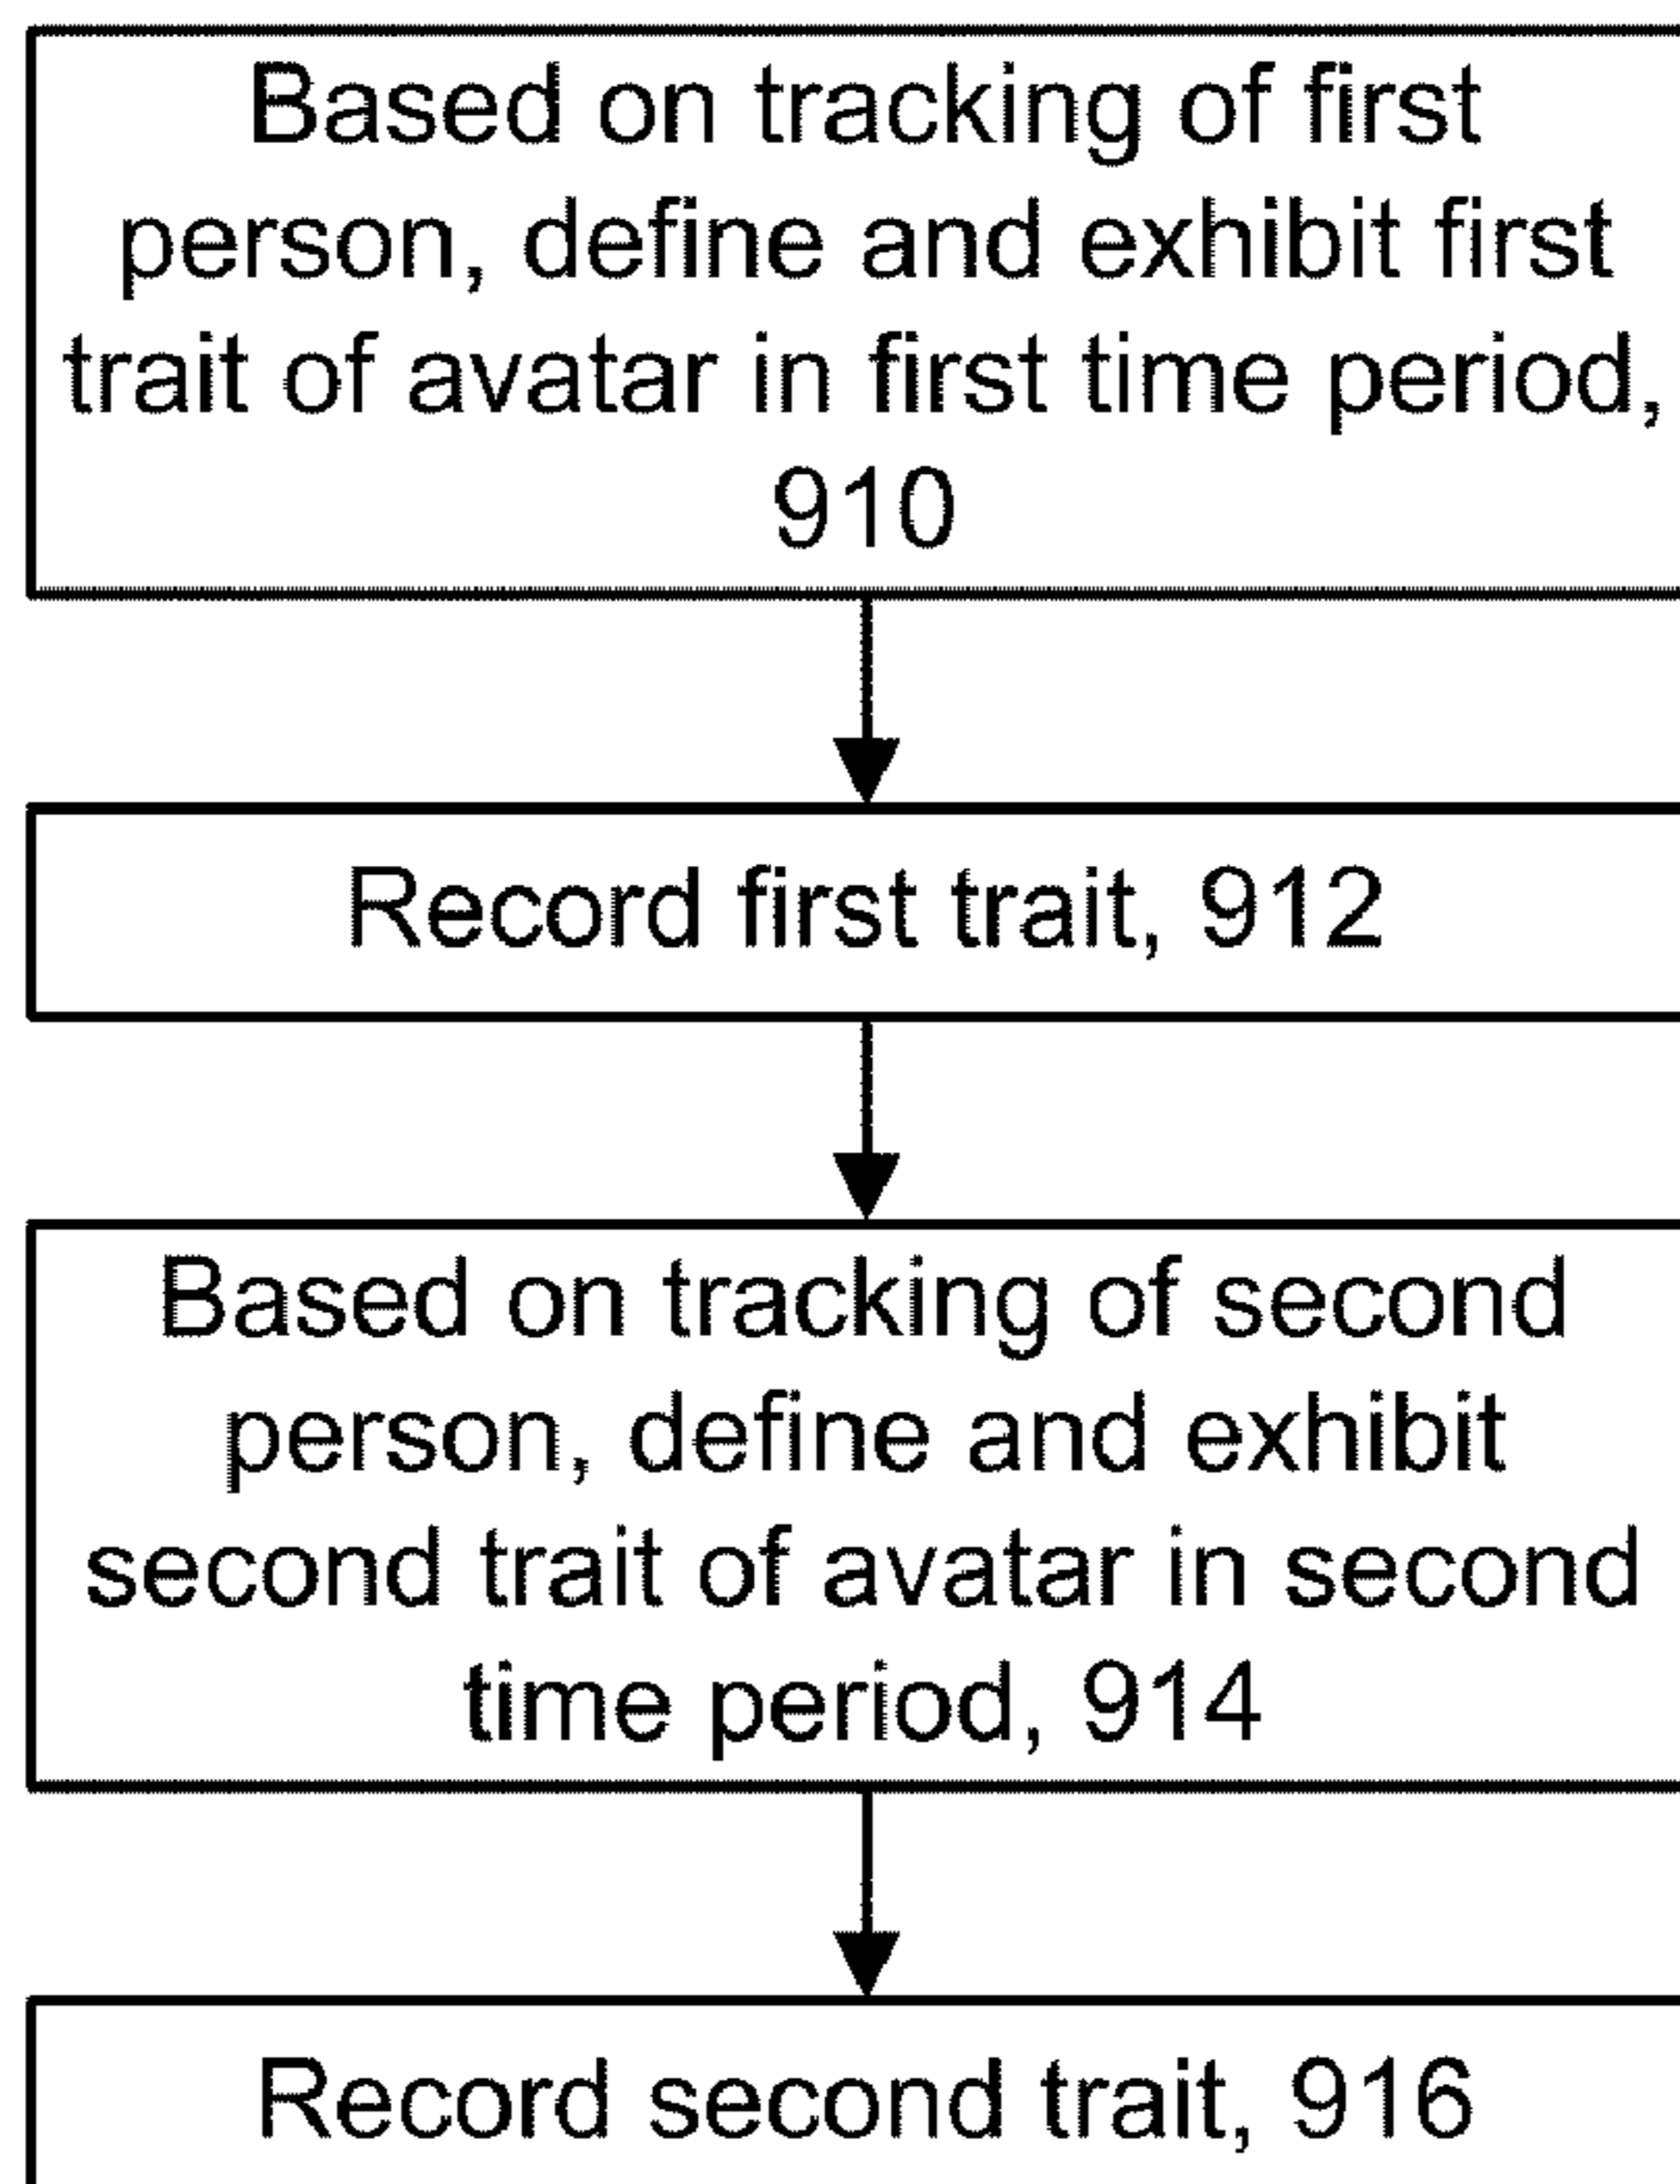 Based on tracking of first
person, define and exhibit first
trait of avatar in first time period,
910
Record first trait, 912
Based on tracking of second
person, define and exhibit
second trait of avatar in second
time period, 914
Record second trait, 916